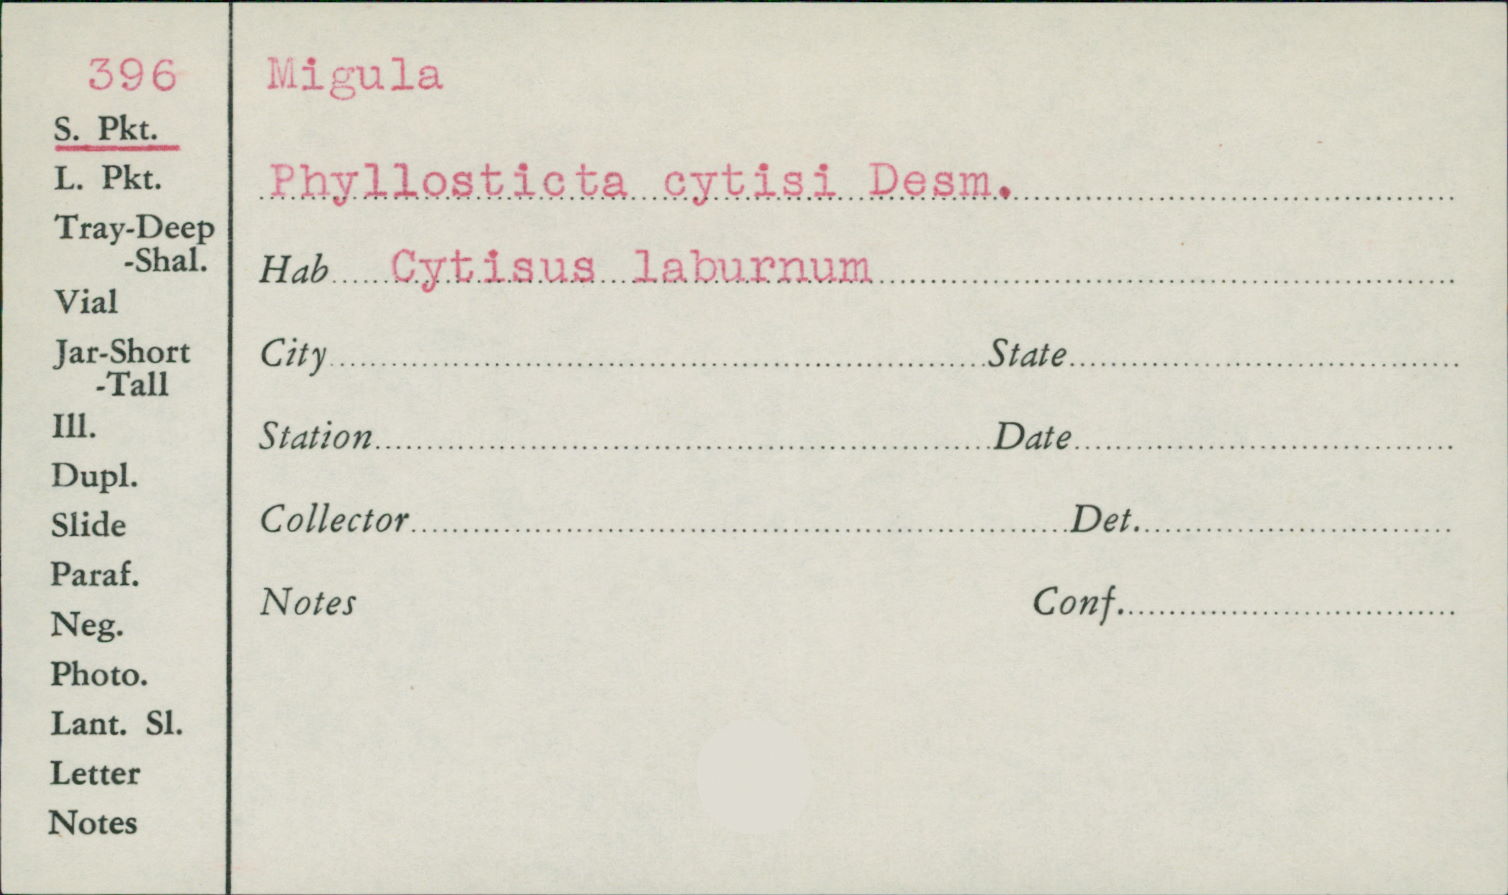 396
S. Pkt.
L. Pkt.
Tray-Deep
-Shal.
Vial
Jar-Short
-Tall
Ill.
Dupl.
Slide
Paraf.
Neg.
Photo.
Lant. Sl.
Letter
Notes
Migula
Phyllosticta cytisi Desm.
Hab Cytisus laburnum
City State
Station Date
Collector Det.
Notes Conf.